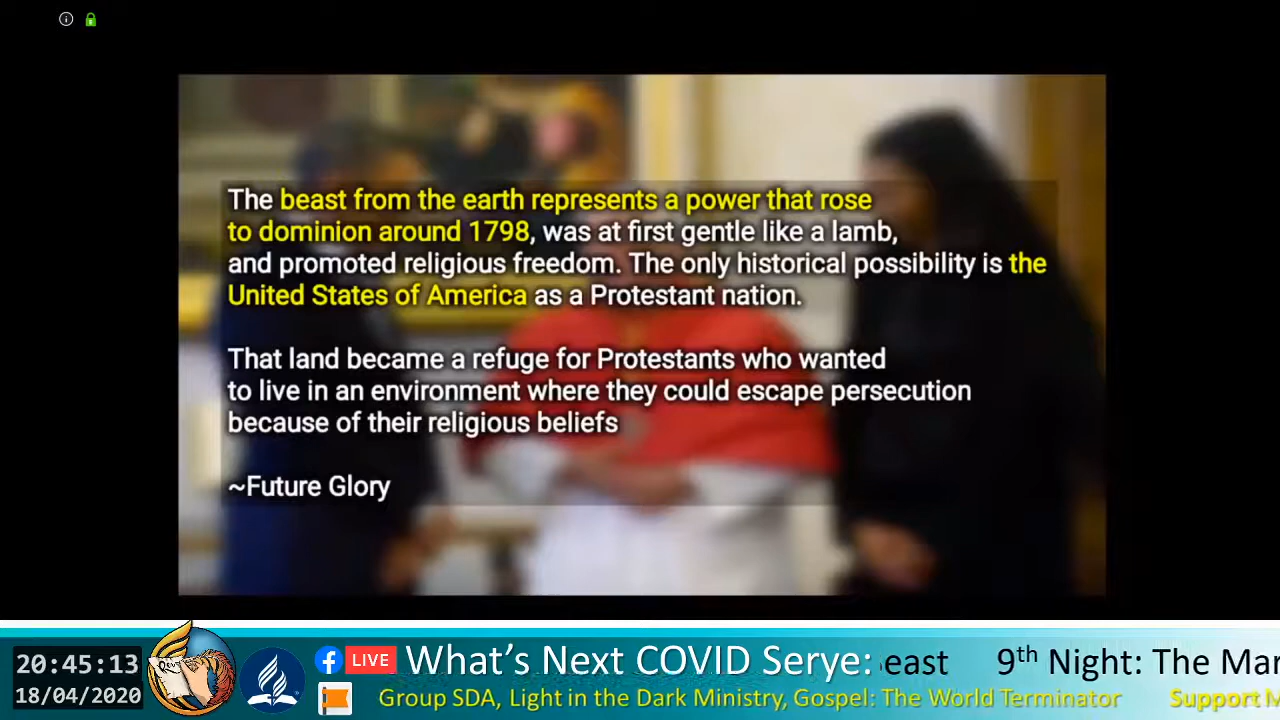 The beast from the earth represents a power that rose
to dominion around 1798, was at first gentle like a lamb,
and promoted religious freedom. The only historical possibility is the
United States of America as a Protestant nation.
That land became a refuge for Protestants who wanted
to live in an environment where they could escape persecution
because of their religious beliefs
~Future Glory
20:45:13
18/04/2020
LIVE What's Next COVID Serye: east 9th Night: The Mar
Group SDA, Light in the Dark Ministry, Gospel: The World Terminator Support